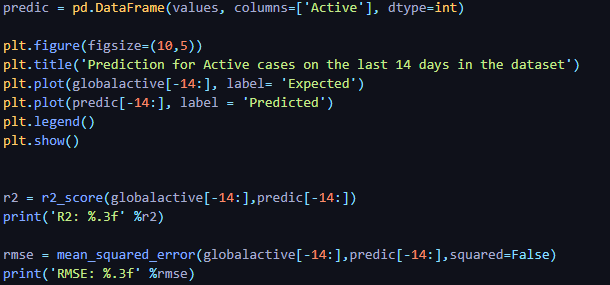 predic = pd.DataFrame(values, columns=['Active'], dtype=int)
plt.figure(figsize=(10,5))
plt.title('Prediction for Active cases on the last 14 days in the dataset')
plt.plot(globalactive[-14:], label= 'Expected')
plt.plot(predic[-14:], label = 'Predicted')
plt.legend()
plt.show()
r2 = r2_score(globalactive[-14:],predic[-14:])
print('R2: %.3f' %r2)
rmse = mean_squared_error(globalactive[-14:],predic[-14:],squared=False)
print('RMSE: %.3f' %rmse)